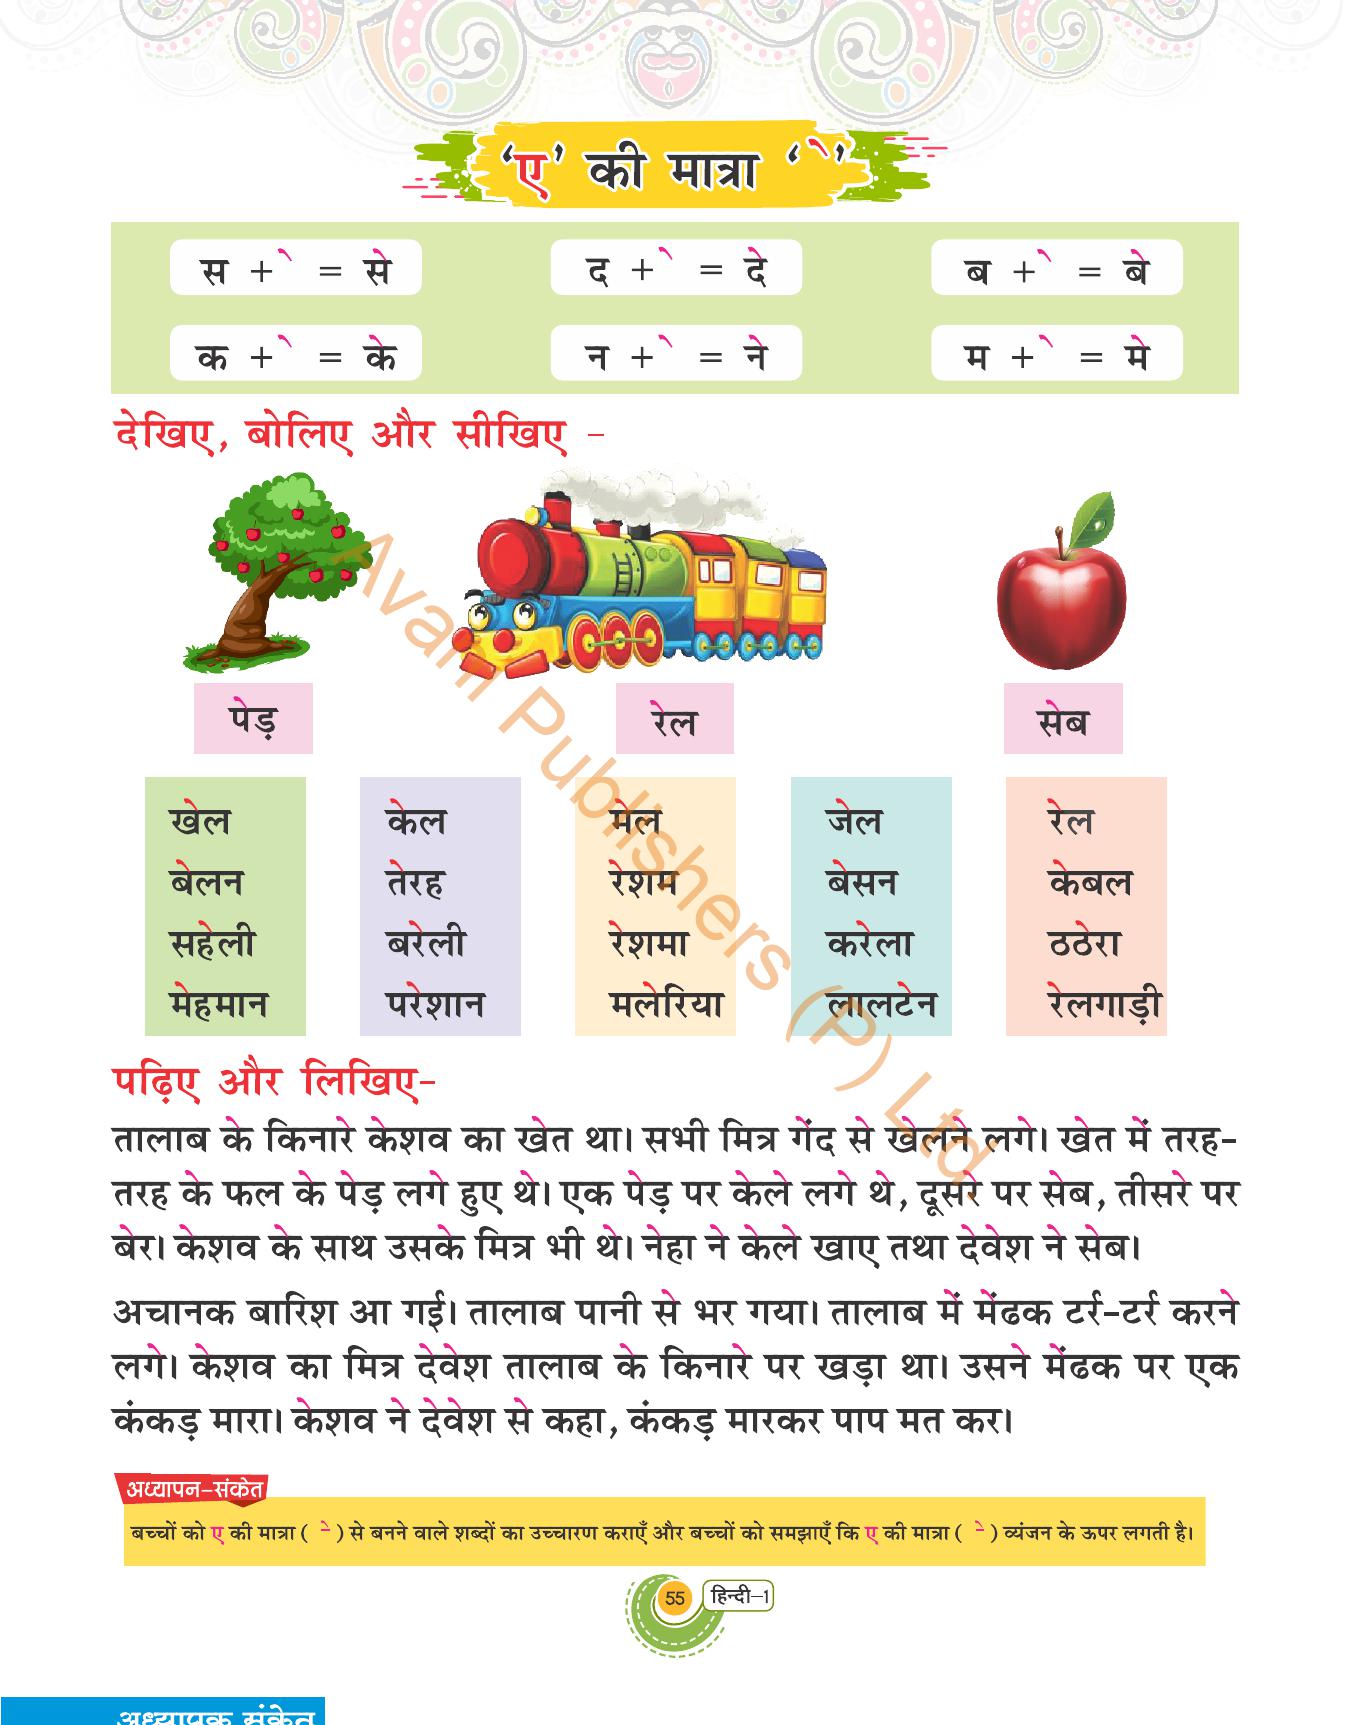 ‘ए’ की मात्रा ‘ े’
स + े = से
द + े = दे
ब + े = बे
क + े = के
न + े = ने
म + े = मे
देखिए, बोलिए और सीखिए -
पेड़
रेल
सेब
खेल केल मेल जेल रेल
बेलन तेरह रेशम बेसन केबल
सहेली बरेली रेशमा करेला ठठेरा
मेहमान परेशान मलेरिया लालटेन रेलगाड़ी
Avani Publishers (P) Ltd
पढ़िए और लिखिए-
तालाब के किनारे केशव का खेत था। सभी मित्र गेंद से खेलने लगे। खेत में तरह-
तरह के फल के पेड़ लगे हुए थे। एक पेड़ पर केले लगे थे, दूसरे पर सेब, तीसरे पर
बेर। केशव के साथ उसके मित्र भी थे। नेहा ने केले खाए तथा देवेश ने सेब।
अचानक बारिश आ गई। तालाब पानी से भर गया। तालाब में मेंढक टर्र-टर्र करने
लगे। केशव का मित्र देवेश तालाब के किनारे पर खड़ा था। उसने मेंढक पर एक
कंकड़ मारा। केशव ने देवेश से कहा, कंकड़ मारकर पाप मत कर।
अध्यापन-संकेत
बच्चों को ए की मात्रा ( े ) से बनने वाले शब्दों का उच्चारण कराएँ और बच्चों को समझाएँ कि ए की मात्रा ( े ) व्यंजन के ऊपर लगती है।
55 हिन्दी-1
अध्यापक संकेत